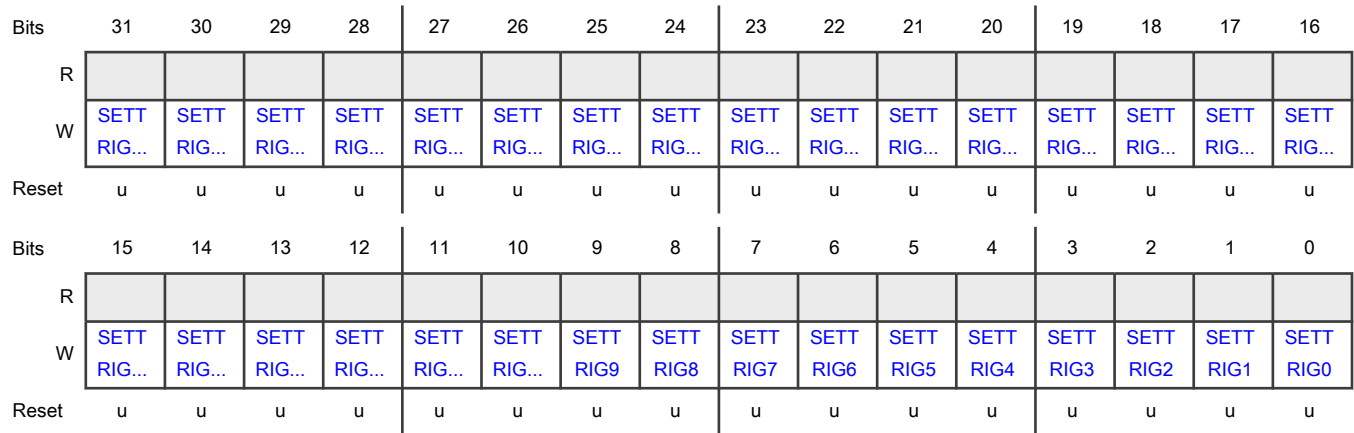 Bits 31 30 29 28 27 26 25 24 23 22 21 20 19 18 17 16
R
W SETT RIG... SETT RIG... SETT RIG... SETT RIG... SETT RIG... SETT RIG... SETT RIG... SETT RIG... SETT RIG... SETT RIG... SETT RIG... SETT RIG... SETT RIG... SETT RIG... SETT RIG... SETT RIG...
Reset u u u u u u u u u u u u u u u u
Bits 15 14 13 12 11 10 9 8 7 6 5 4 3 2 1 0
R
W SETT RIG... SETT RIG... SETT RIG... SETT RIG... SETT RIG... SETT RIG... SETT RIG9 SETT RIG8 SETT RIG7 SETT RIG6 SETT RIG5 SETT RIG4 SETT RIG3 SETT RIG2 SETT RIG1 SETT RIG0
Reset u u u u u u u u u u u u u u u u